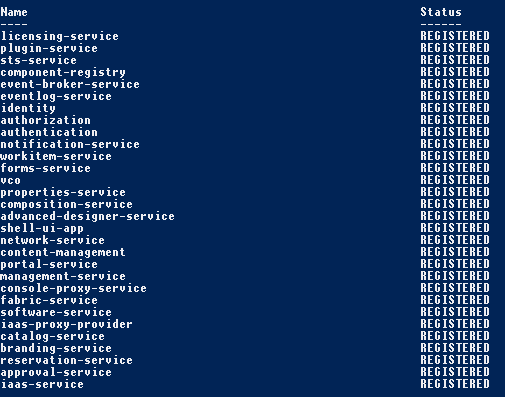 Name Status
---- ------
licensing-service REGISTERED
plugin-service REGISTERED
sts-service REGISTERED
component-registry REGISTERED
event-broker-service REGISTERED
eventlog-service REGISTERED
identity REGISTERED
authorization REGISTERED
authentication REGISTERED
notification-service REGISTERED
workitem-service REGISTERED
forms-service REGISTERED
vco REGISTERED
properties-service REGISTERED
composition-service REGISTERED
advanced-designer-service REGISTERED
shell-ui-app REGISTERED
network-service REGISTERED
content-management REGISTERED
portal-service REGISTERED
management-service REGISTERED
console-proxy-service REGISTERED
fabric-service REGISTERED
software-service REGISTERED
iaas-proxy-provider REGISTERED
catalog-service REGISTERED
branding-service REGISTERED
reservation-service REGISTERED
approval-service REGISTERED
iaas-service REGISTERED